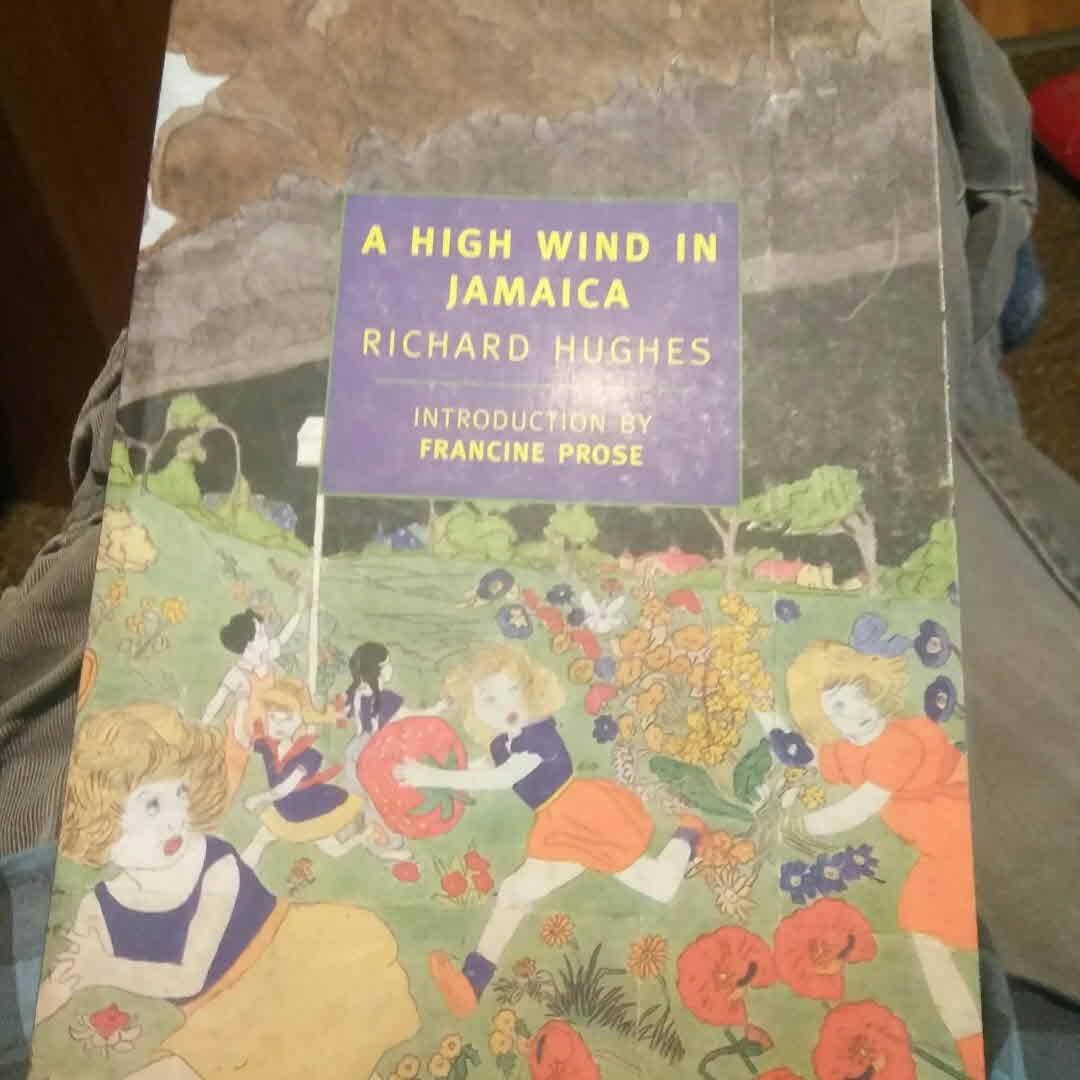 A HIGH WIND IN
JAMAICA
RICHARD HUGHES
INTRODUCTION BY
FRANCINE PROSE